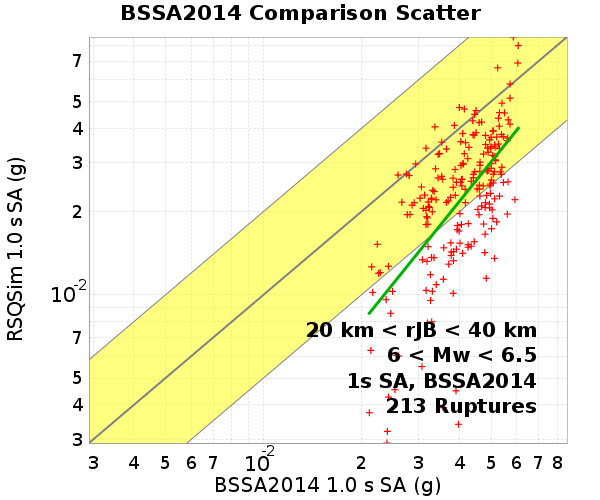 BSSA2014 Comparison Scatter
RSQSim 1.0 s SA (g)
7
5
4
3
2
10⁻²
7
5
4
3
20 km < rJB < 40 km
6 < Mw < 6.5
1s SA, BSSA2014
213 Ruptures
3 4 5 6 7 10⁻² 2 3 4 5 6 7 8
BSSA2014 1.0 s SA (g)